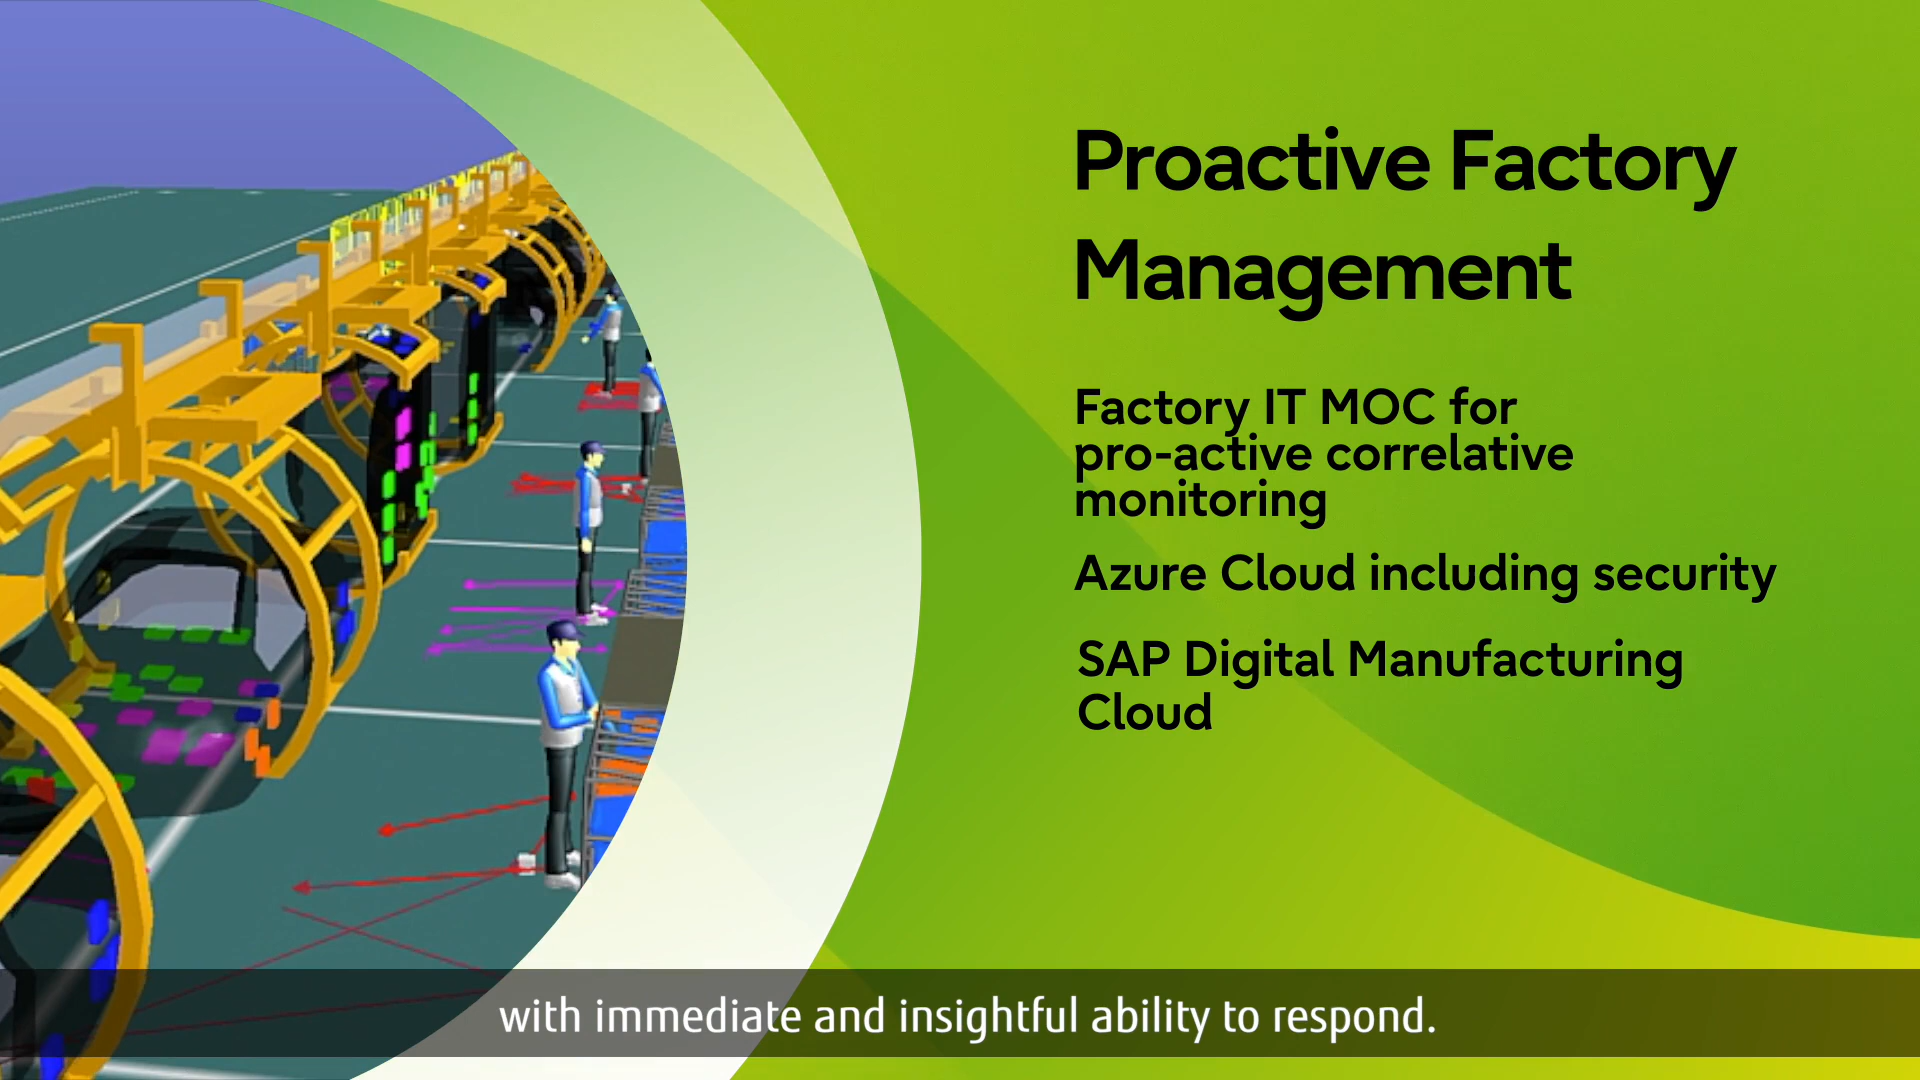 Proactive Factory
Management
Factory IT MOC for
pro-active correlative
monitoring
Azure Cloud including security
SAP Digital Manufacturing
Cloud
with immediate and insightful ability to respond.